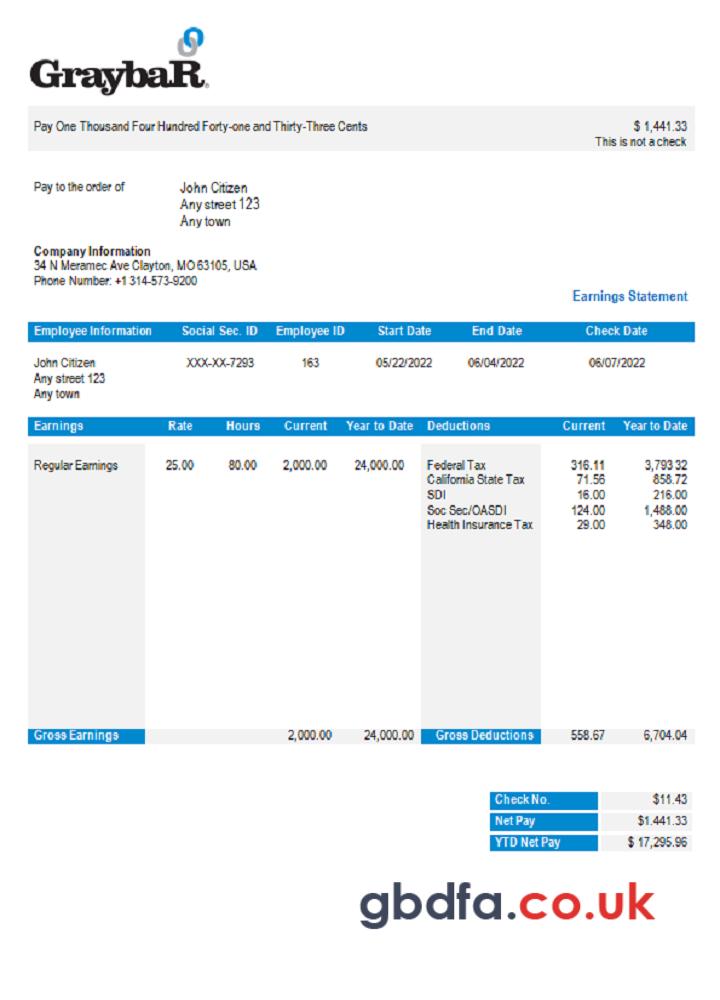 GraybaR
Pay One Thousand Four Hundred Forty-one and Thirty-Three Cents $ 1,441.33
This is not a check
Pay to the order of John Citizen
Any street 123
Any town
Company Information
34 N Meramec Ave Clayton, MO 63105, USA
Phone Number: +1 314-573-9200
Earnings Statement
Employee Information Social Sec. ID Employee ID Start Date End Date Check Date
John Citizen XXX-XX-7293 163 05/22/2022 06/04/2022 06/07/2022
Any street 123
Any town
Earnings Rate Hours Current Year to Date Deductions Current Year to Date
Regular Earnings 25.00 80.00 2,000.00 24,000.00 Federal Tax 316.11 3,793 32
California State Tax 71.56 858.72
SDI 16.00 216.00
Soc Sec/OASDI 124.00 1,488.00
Health Insurance Tax 29.00 348.00
Gross Earnings 2,000.00 24,000.00 Gross Deductions 558.67 6,704.04
Check No. $11.43
Net Pay $1.441.33
YTD Net Pay $ 17,295.96
gbdfa.co.uk